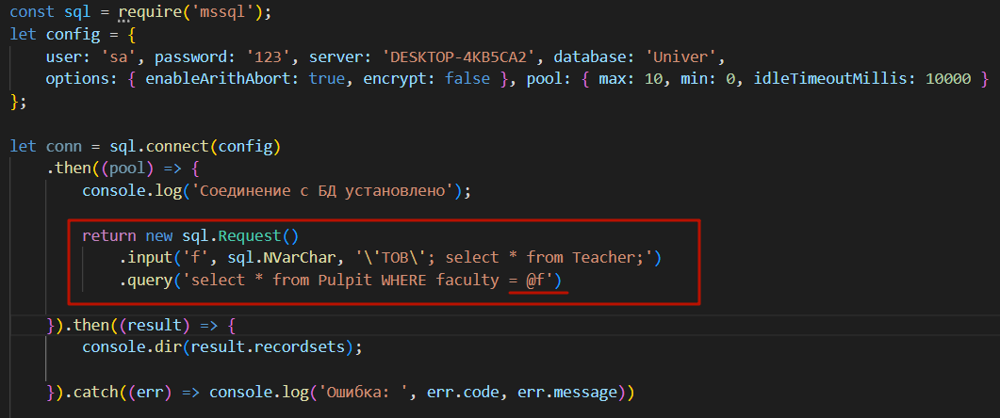 const sql = require('mssql');
let config = {
    user: 'sa', password: '123', server: 'DESKTOP-4KB5CA2', database: 'Univer',
    options: { enableArithAbort: true, encrypt: false }, pool: { max: 10, min: 0, idleTimeoutMillis: 10000 }
};
let conn = sql.connect(config)
    .then((pool) => {
        console.log('Соединение с БД установлено');
        return new sql.Request()
            .input('f', sql.NVarChar, '\'ТОВ\'; select * from Teacher;')
            .query('select * from Pulpit WHERE faculty = @f')
    }).then((result) => {
        console.dir(result.recordsets);
    }).catch((err) => console.log('Ошибка: ', err.code, err.message))